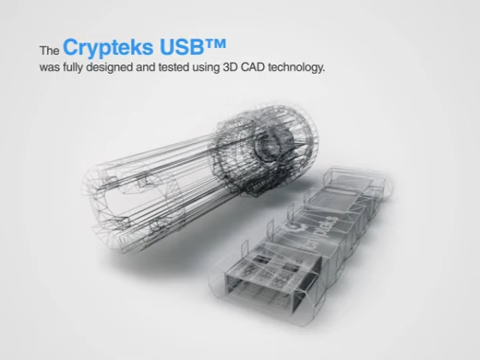 The Crypteks USB™
was fully designed and tested using 3D CAD technology.